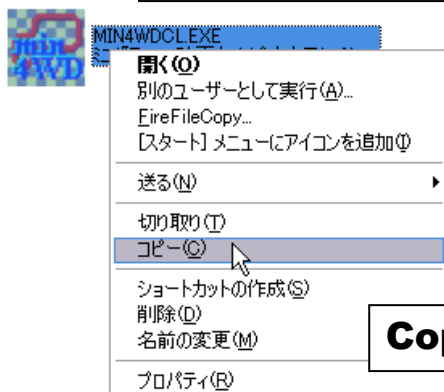 min
4WD
MIN4WDCL.EXE
開く(O)
別のユーザーとして実行(A)...
FireFileCopy...
[スタート] メニューにアイコンを追加(I)
送る(N)
切り取り(T)
コピー(C)
ショートカットの作成(S)
削除(D)
名前の変更(M)
プロパティ(R)
Cop